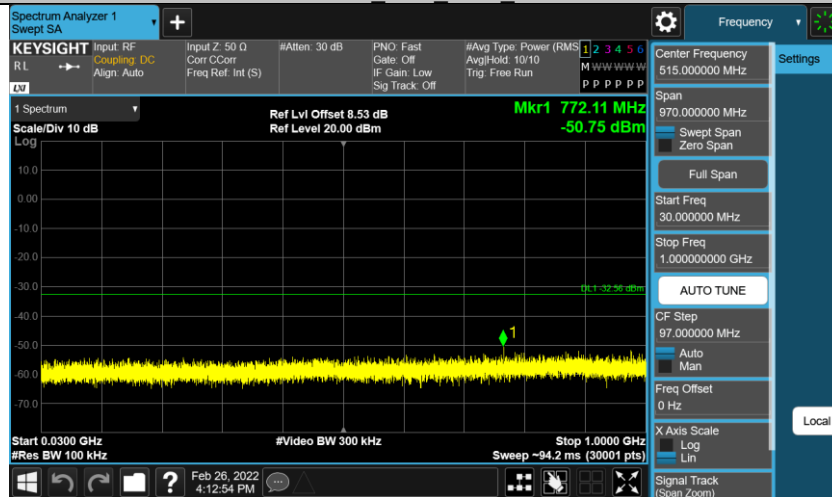 Spectrum Analyzer 1
Swept SA
Frequency
KEYSIGHT
RL
LXI
Input: RF
Coupling: DC
Align: Auto
Input Z: 50 Ω
Corr CCorr
Freq Ref: Int (S)
#Atten: 30 dB
PNO: Fast
Gate: Off
IF Gain: Low
Sig Track: Off
#Avg Type: Power (RMS
Avg|Hold: 10/10
Trig: Free Run
1 2 3 4 5 6
M W W W W W
P P P P P P
1 Spectrum
Scale/Div 10 dB
Log
Ref Lvl Offset 8.53 dB
Ref Level 20.00 dBm
Mkr1 772.11 MHz
-50.75 dBm
10.0
0.00
-10.0
-20.0
-30.0
DL1 -32.56 dBm
-40.0
1
-50.0
-60.0
-70.0
Start 0.0300 GHz
#Res BW 100 kHz
#Video BW 300 kHz
Stop 1.0000 GHz
Sweep ~94.2 ms (30001 pts)
Feb 26, 2022
4:12:54 PM
Center Frequency
515.000000 MHz
Span
970.000000 MHz
Swept Span
Zero Span
Full Span
Start Freq
30.000000 MHz
Stop Freq
1.000000000 GHz
AUTO TUNE
CF Step
97.000000 MHz
Auto
Man
Freq Offset
0 Hz
X Axis Scale
Log
Lin
Signal Track
(Span Zoom)
Settings
Local